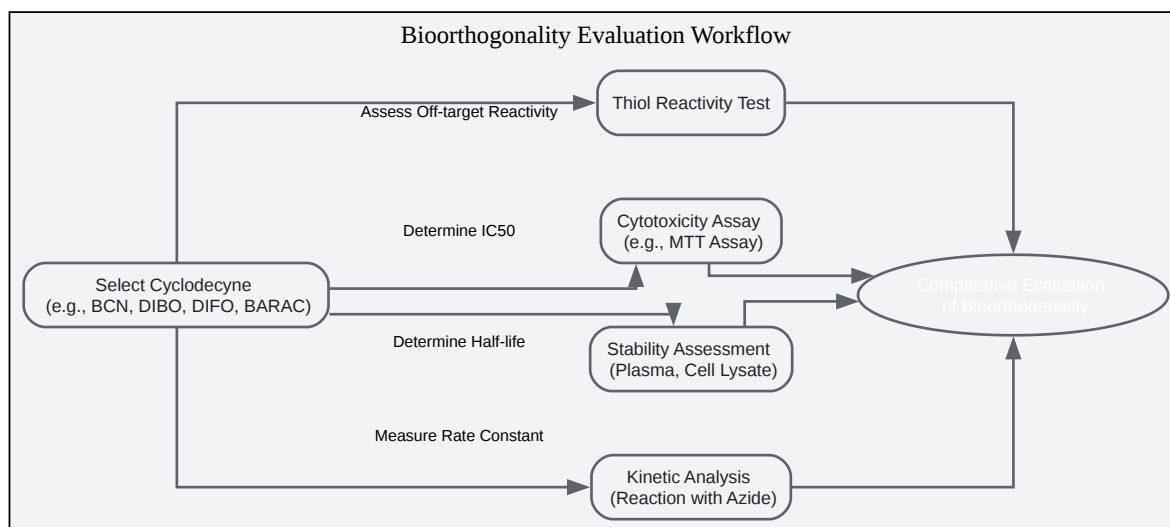 Bioorthogonality Evaluation Workflow
Assess Off-target Reactivity
Thiol Reactivity Test
Determine IC50
Cytotoxicity Assay
(e.g., MTT Assay)
Select Cyclodecyne
(e.g., BCN, DIBO, DIFO, BARAC)
Comparative Evaluation
of Bioorthogonality
Determine Half-life
Stability Assessment
(Plasma, Cell Lysate)
Measure Rate Constant
Kinetic Analysis
(Reaction with Azide)